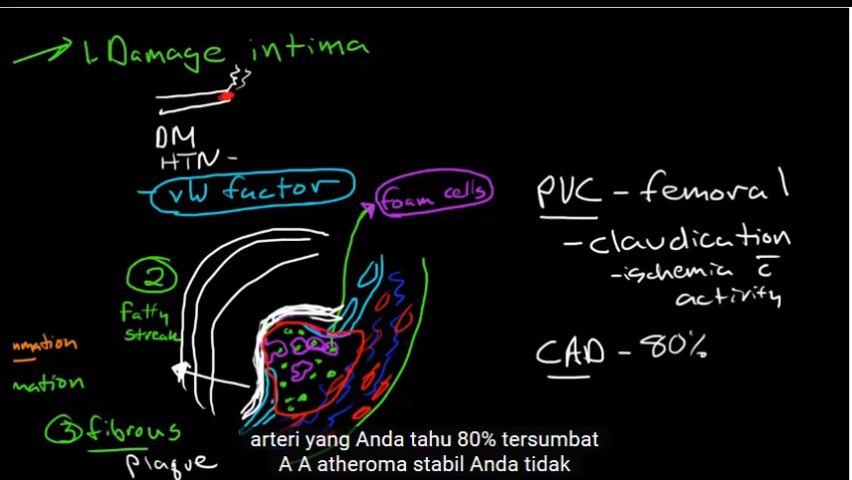 1. Damage intima
DM
HTN -
- vW factor
foam cells
2
fatty
streak
nmation
mation
3 fibrous
plaque
PVC - femoral
- claudication
- ischemia c̄
activity
CAD - 80%
arteri yang Anda tahu 80% tersumbat
A A atheroma stabil Anda tidak